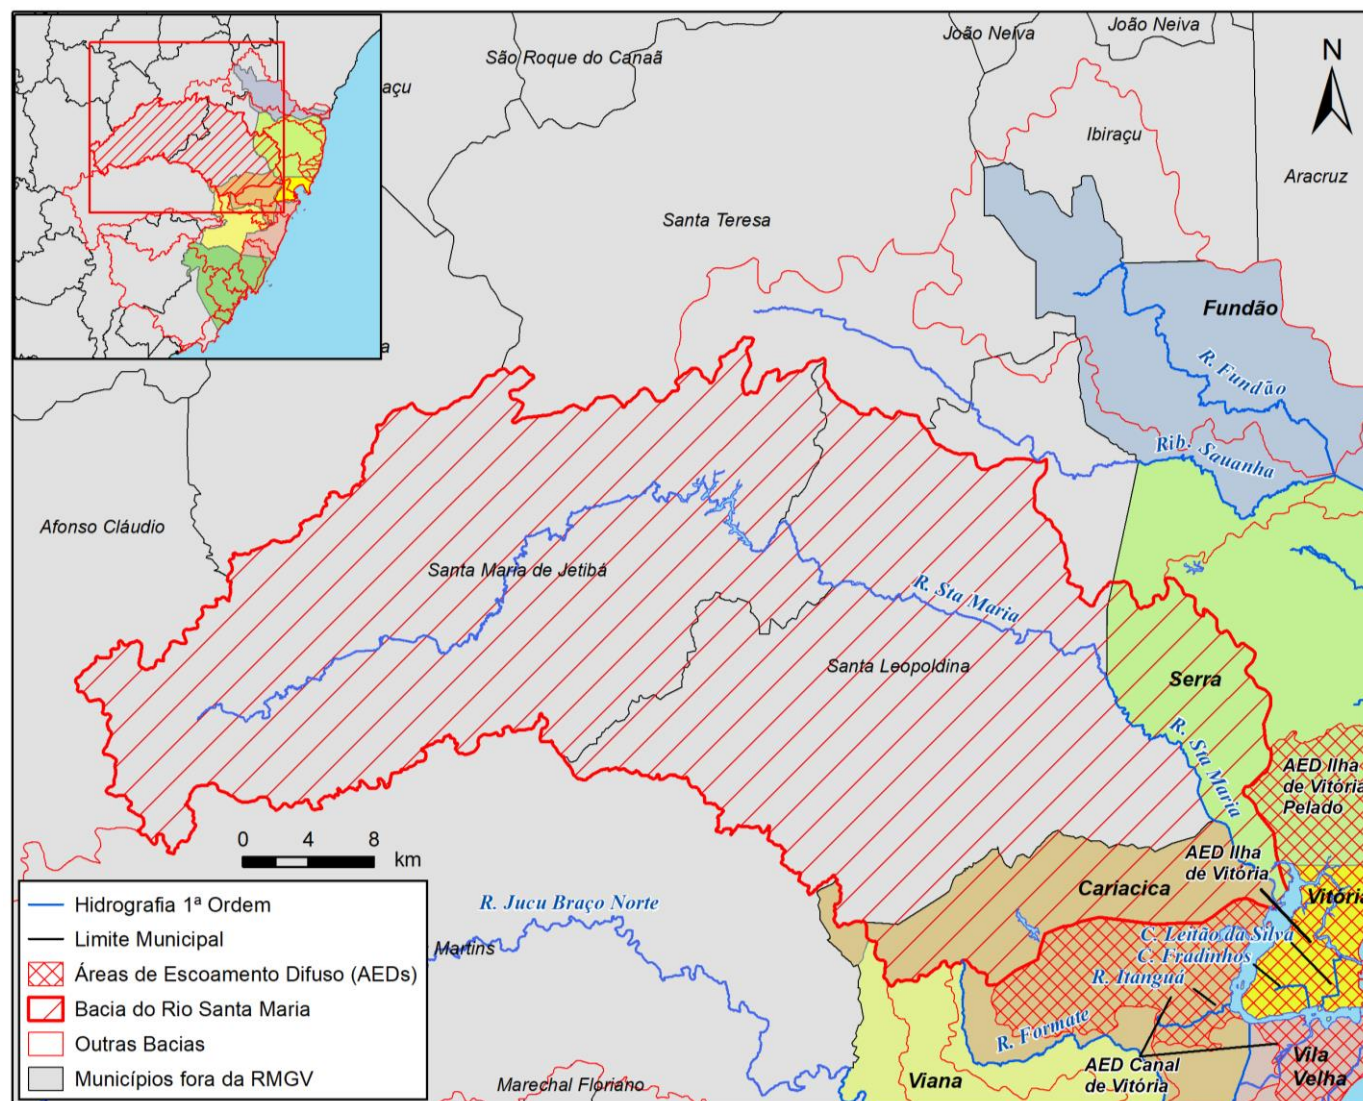 João Neiva
João Neiva
São Roque do Canaã
açu
N
Ibiraçu
Aracruz
Santa Teresa
Fundão
R. Fundão
Rib. Sauanha
Afonso Cláudio
Santa Maria de Jetibá
R. Sta Maria
Santa Leopoldina
Serra
R. Sta Maria
AED Ilha
de Vitória
Pelado
0 4 8
km
AED Ilha
de Vitória
Cariacica
Vitória
Hidrografia 1ª Ordem
R. Jucu Braço Norte
C. Leitão da Silva
Limite Municipal
Martins
C. Fradinhos
Áreas de Escoamento Difuso (AEDs)
R. Itanguá
Bacia do Rio Santa Maria
R. Formate
Outras Bacias
AED Canal
de Vitória
Vila
Velha
Municípios fora da RMGV
Marechal Floriano
Viana